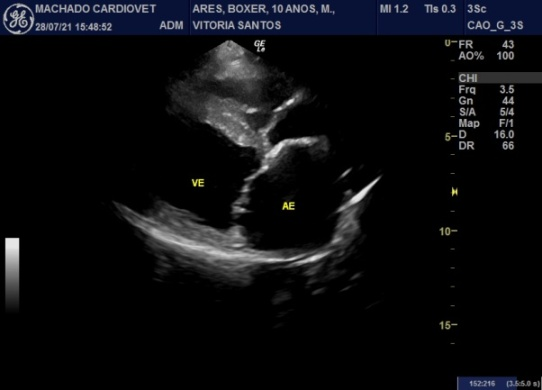 MACHADO CARDIOVET
ARES, BOXER, 10 ANOS, M.,
MI 1.2 TIs 0.3
3Sc
28/07/21 15:48:52
ADM
VITORIA SANTOS
CAO_G_3S
GE
0
FR 43
AO% 100
CHI
Frq 3.5
Gn 44
S/A 5/4
Map F/1
D 16.0
DR 66
5
VE
AE
10
15
152:216 (3.5:5.0 s)